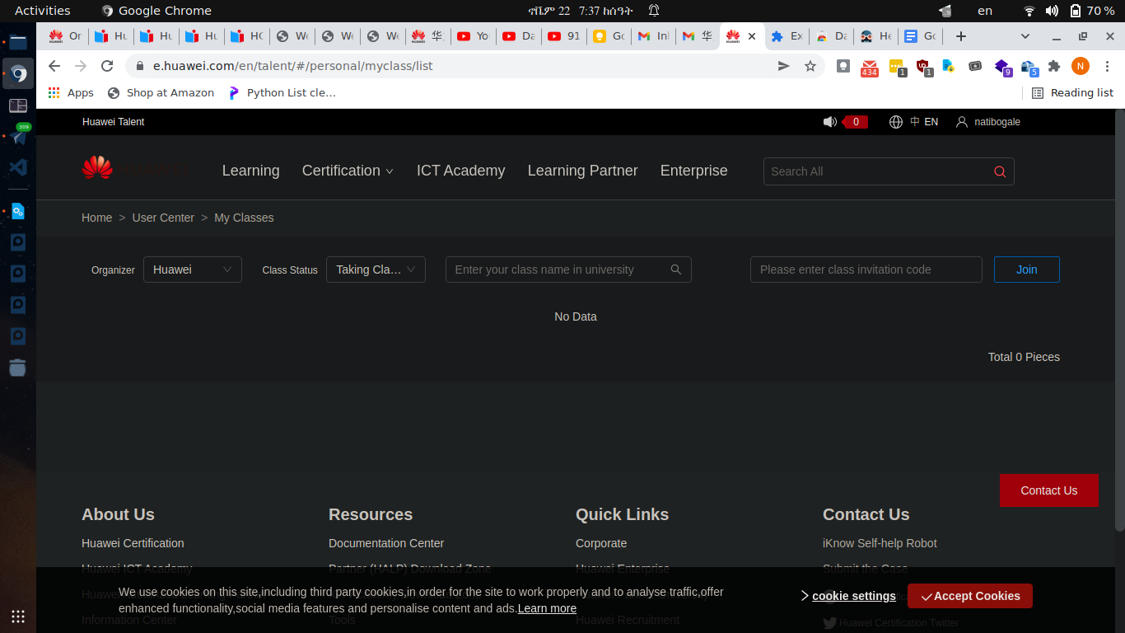 Activities Google Chrome ኖቬም 22 7:37 ከሰዓት en 70 %
Or Hu Hu Hu HC We We We 华 Yo Da 91 Go Inl 华 Ex Da He Go
e.huawei.com/en/talent/#/personal/myclass/list 434 1 1 9 5 N
Apps Shop at Amazon Python List cle... Reading list
309
Huawei Talent 0 中 EN natibogale
Learning Certification ICT Academy Learning Partner Enterprise Search All
Home > User Center > My Classes
Organizer Huawei Class Status Taking Cla... Enter your class name in university Please enter class invitation code Join
No Data
Total 0 Pieces
Contact Us
About Us Resources Quick Links Contact Us
Huawei Certification Documentation Center Corporate iKnow Self-help Robot
Huawei ICT Academy Partner (HALP) Download Zone Huawei Enterprise Submit the Case
We use cookies on this site,including third party cookies,in order for the site to work properly and to analyse traffic,offer
enhanced functionality,social media features and personalise content and ads.Learn more
cookie settings Accept Cookies
Information Center Tools Huawei Recruitment Huawei Certification Twitter